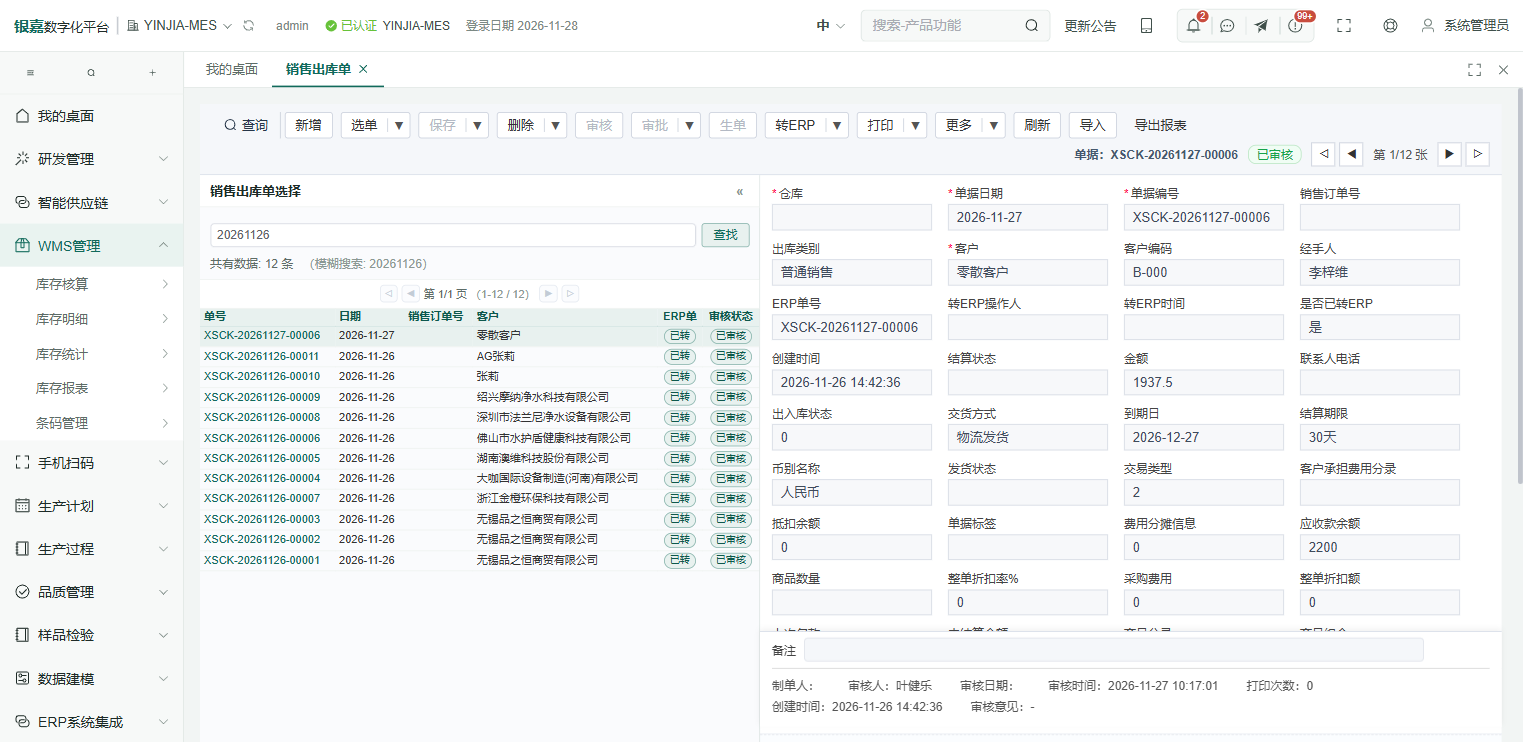 银嘉数字化平台 YINJIA-MES admin 已认证 YINJIA-MES 登录日期 2026-11-28 中 搜索-产品功能 更新公告 2 99+ 系统管理员
我的桌面 销售出库单
我的桌面
研发管理
智能供应链
WMS管理
库存核算
库存明细
库存统计
库存报表
条码管理
手机扫码
生产计划
生产过程
品质管理
样品检验
数据建模
ERP系统集成
查询 新增 选单 保存 删除 审核 审批 生单 转ERP 打印 更多 刷新 导入 导出报表
单据: XSCK-20261127-00006 已审核 第 1/12 张
销售出库单选择
20261126 查找
共有数据: 12 条 (模糊搜索: 20261126)
第 1/1 页 (1-12 / 12)
单号 日期 销售订单号 客户 ERP单 审核状态
XSCK-20261127-00006 2026-11-27 零散客户 已转 已审核
XSCK-20261126-00011 2026-11-26 AG张莉 已转 已审核
XSCK-20261126-00010 2026-11-26 张莉 已转 已审核
XSCK-20261126-00009 2026-11-26 绍兴摩纳净水科技有限公司 已转 已审核
XSCK-20261126-00008 2026-11-26 深圳市法兰尼净水设备有限公司 已转 已审核
XSCK-20261126-00006 2026-11-26 佛山市水护盾健康科技有限公司 已转 已审核
XSCK-20261126-00005 2026-11-26 湖南澳维科技股份有限公司 已转 已审核
XSCK-20261126-00004 2026-11-26 大咖国际设备制造(河南)有限公司 已转 已审核
XSCK-20261126-00007 2026-11-26 浙江金橙环保科技有限公司 已转 已审核
XSCK-20261126-00003 2026-11-26 无锡品之恒商贸有限公司 已转 已审核
XSCK-20261126-00002 2026-11-26 无锡品之恒商贸有限公司 已转 已审核
XSCK-20261126-00001 2026-11-26 无锡品之恒商贸有限公司 已转 已审核
*仓库 *单据日期 *单据编号 销售订单号
2026-11-27 XSCK-20261127-00006
出库类别 *客户 客户编码 经手人
普通销售 零散客户 B-000 李梓维
ERP单号 转ERP操作人 转ERP时间 是否已转ERP
XSCK-20261127-00006 是
创建时间 结算状态 金额 联系人电话
2026-11-26 14:42:36 1937.5
出入库状态 交货方式 到期日 结算期限
0 物流发货 2026-12-27 30天
币别名称 发货状态 交易类型 客户承担费用分录
人民币 2
抵扣余额 单据标签 费用分摊信息 应收款余额
0 0 2200
商品数量 整单折扣率% 采购费用 整单折扣额
0 0 0
备注
制单人: 审核人: 叶健乐 审核日期: 审核时间: 2026-11-27 10:17:01 打印次数: 0
创建时间: 2026-11-26 14:42:36 审核意见: -